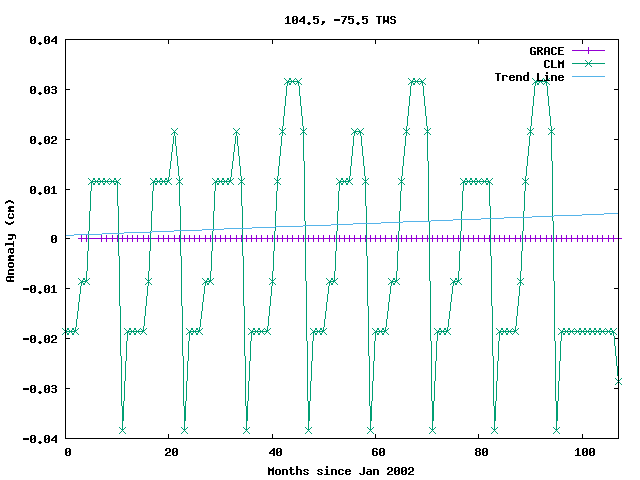 104.5, -75.5 TWS
GRACE
CLM
Trend Line
0.04
0.03
0.02
0.01
0
-0.01
-0.02
-0.03
-0.04
Anomaly (cm)
0 20 40 60 80 100
Months since Jan 2002